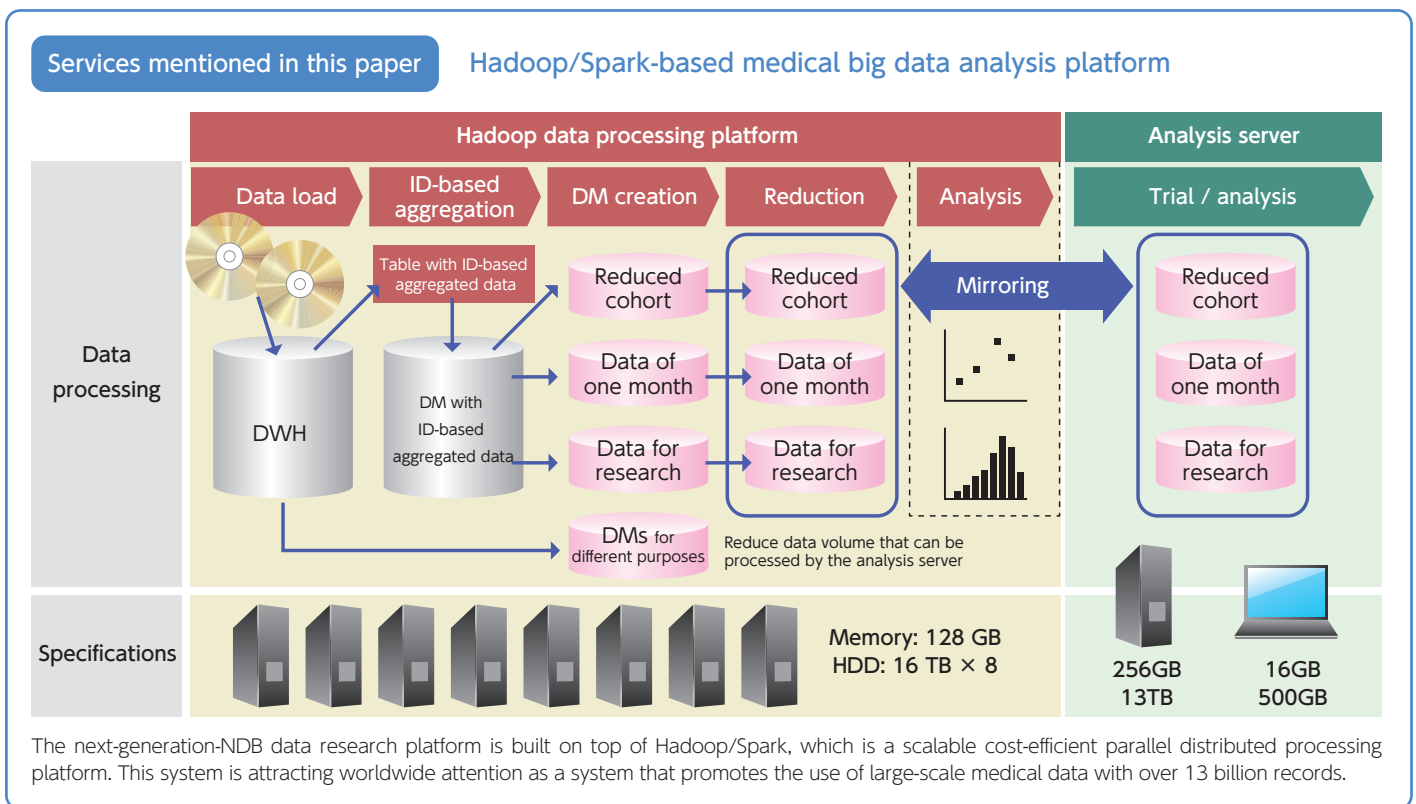 Services mentioned in this paper
Hadoop/Spark-based medical big data analysis platform
Hadoop data processing platform
Analysis server
Data load
ID-based
aggregation
DM creation
Reduction
Analysis
Trial / analysis
Data
processing
Table with ID-based
aggregated data
DWH
DM with
ID-based
aggregated data
Reduced
cohort
Data of
one month
Data for
research
DMs for
different purposes
Reduced
cohort
Data of
one month
Data for
research
Reduce data volume that can be
processed by the analysis server
Mirroring
Reduced
cohort
Data of
one month
Data for
research
Specifications
Memory: 128 GB
HDD: 16 TB × 8
256GB
13TB
16GB
500GB
The next-generation-NDB data research platform is built on top of Hadoop/Spark, which is a scalable cost-efficient parallel distributed processing
platform. This system is attracting worldwide attention as a system that promotes the use of large-scale medical data with over 13 billion records.